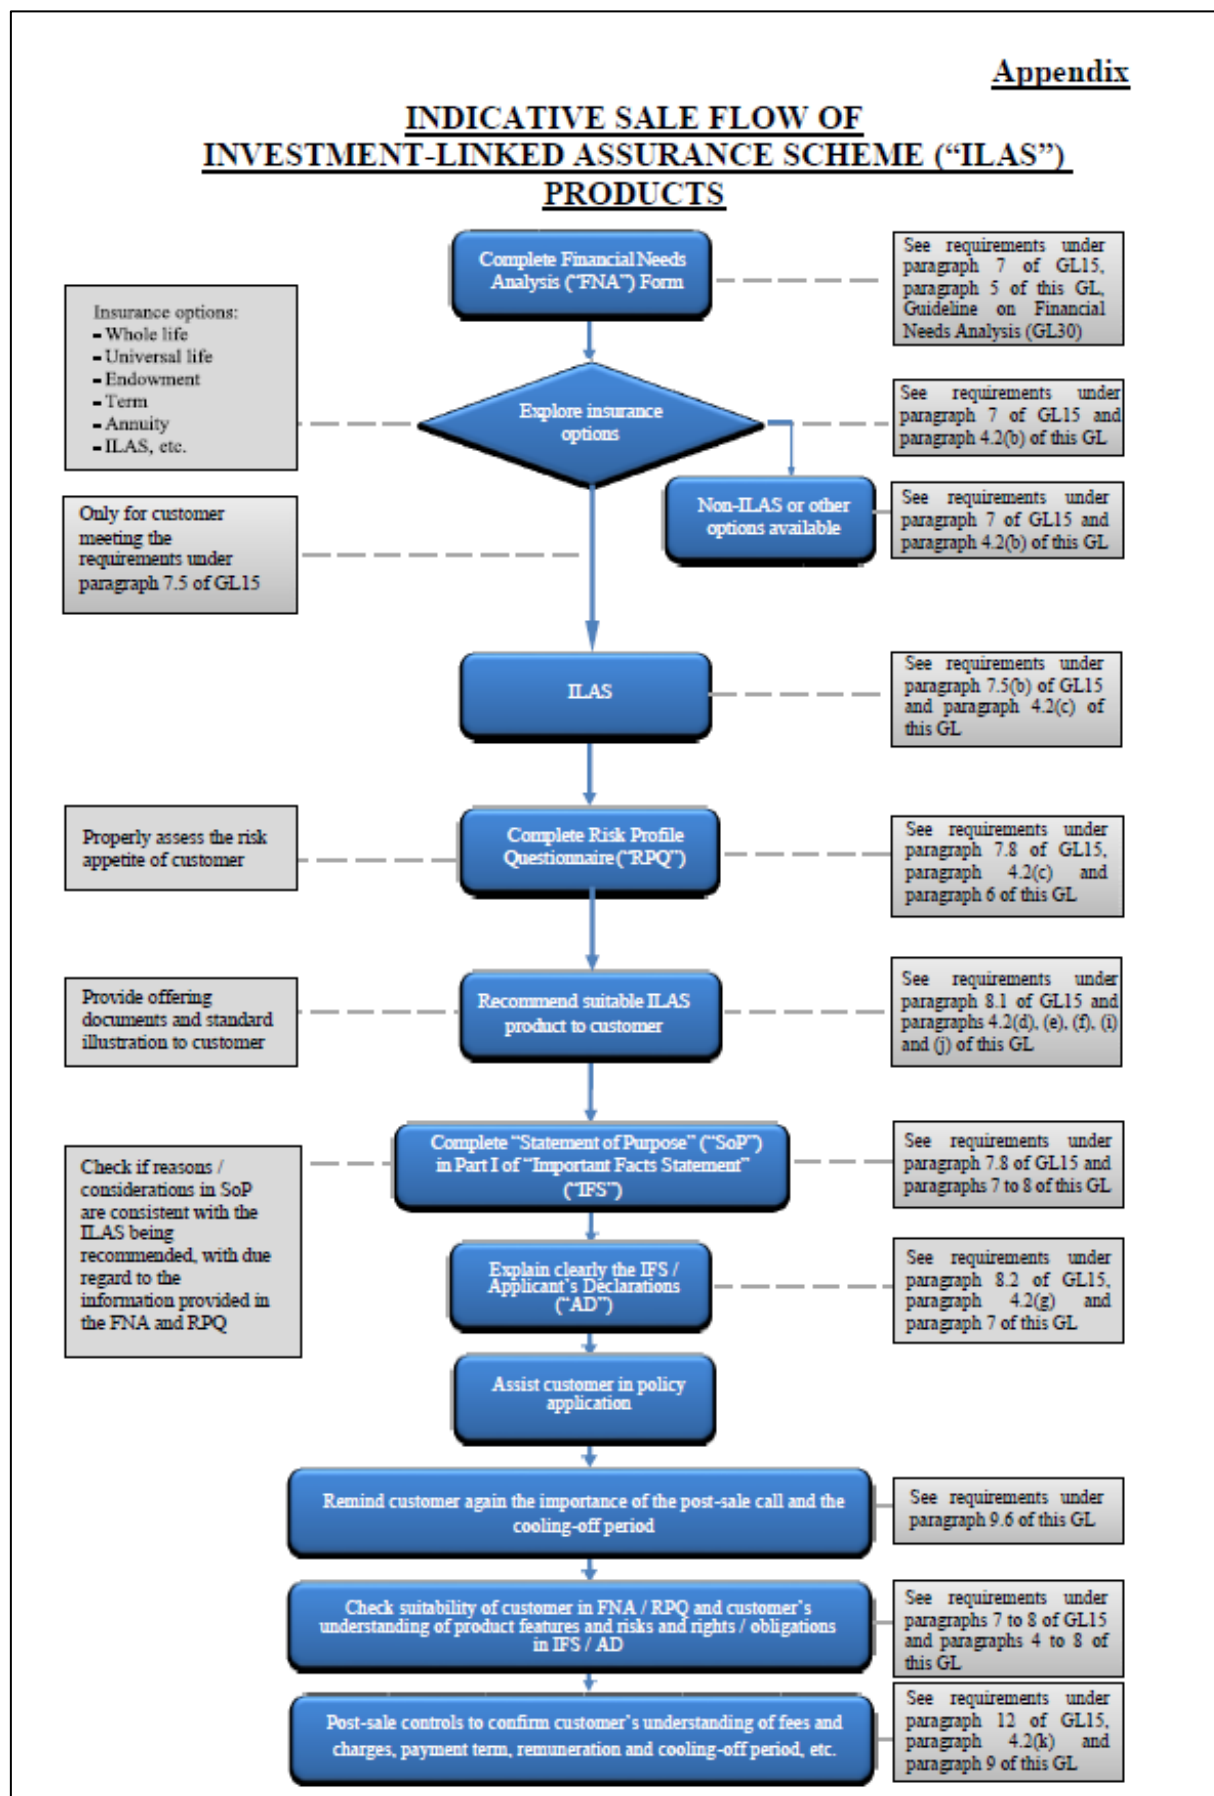 Appendix
INDICATIVE SALE FLOW OF
INVESTMENT-LINKED ASSURANCE SCHEME (“ILAS”)
PRODUCTS
Complete Financial Needs
Analysis (“FNA”) Form
See requirements under
paragraph 7 of GL15,
paragraph 5 of this GL,
Guideline on Financial
Needs Analysis (GL30)
Insurance options:
- Whole life
- Universal life
- Endowment
- Term
- Annuity
- ILAS, etc.
Explore insurance
options
See requirements under
paragraph 7 of GL15 and
paragraph 4.2(b) of this GL
Non-ILAS or other
options available
See requirements under
paragraph 7 of GL15 and
paragraph 4.2(b) of this GL
Only for customer
meeting the
requirements under
paragraph 7.5 of GL15
ILAS
See requirements under
paragraph 7.5(b) of GL15
and paragraph 4.2(c) of
this GL
Properly assess the risk
appetite of customer
Complete Risk Profile
Questionnaire (“RPQ”)
See requirements under
paragraph 7.8 of GL15,
paragraph 4.2(c) and
paragraph 6 of this GL
Provide offering
documents and standard
illustration to customer
Recommend suitable ILAS
product to customer
See requirements under
paragraph 8.1 of GL15 and
paragraphs 4.2(d), (e), (f), (i)
and (j) of this GL
Check if reasons /
considerations in SoP
are consistent with the
ILAS being
recommended, with due
regard to the
information provided in
the FNA and RPQ
Complete “Statement of Purpose” (“SoP”)
in Part I of “Important Facts Statement”
(“IFS”)
See requirements under
paragraph 7.8 of GL15 and
paragraphs 7 to 8 of this GL
Explain clearly the IFS /
Applicant’s Declarations
(“AD”)
See requirements under
paragraph 8.2 of GL15,
paragraph 4.2(g) and
paragraph 7 of this GL
Assist customer in policy
application
Remind customer again the importance of the post-sale call and the
cooling-off period
See requirements under
paragraph 9.6 of this GL
Check suitability of customer in FNA / RPQ and customer’s
understanding of product features and risks and rights / obligations
in IFS / AD
See requirements under
paragraphs 7 to 8 of GL15
and paragraphs 4 to 8 of
this GL
Post-sale controls to confirm customer’s understanding of fees and
charges, payment term, remuneration and cooling-off period, etc.
See requirements under
paragraph 12 of GL15,
paragraph 4.2(k) and
paragraph 9 of this GL